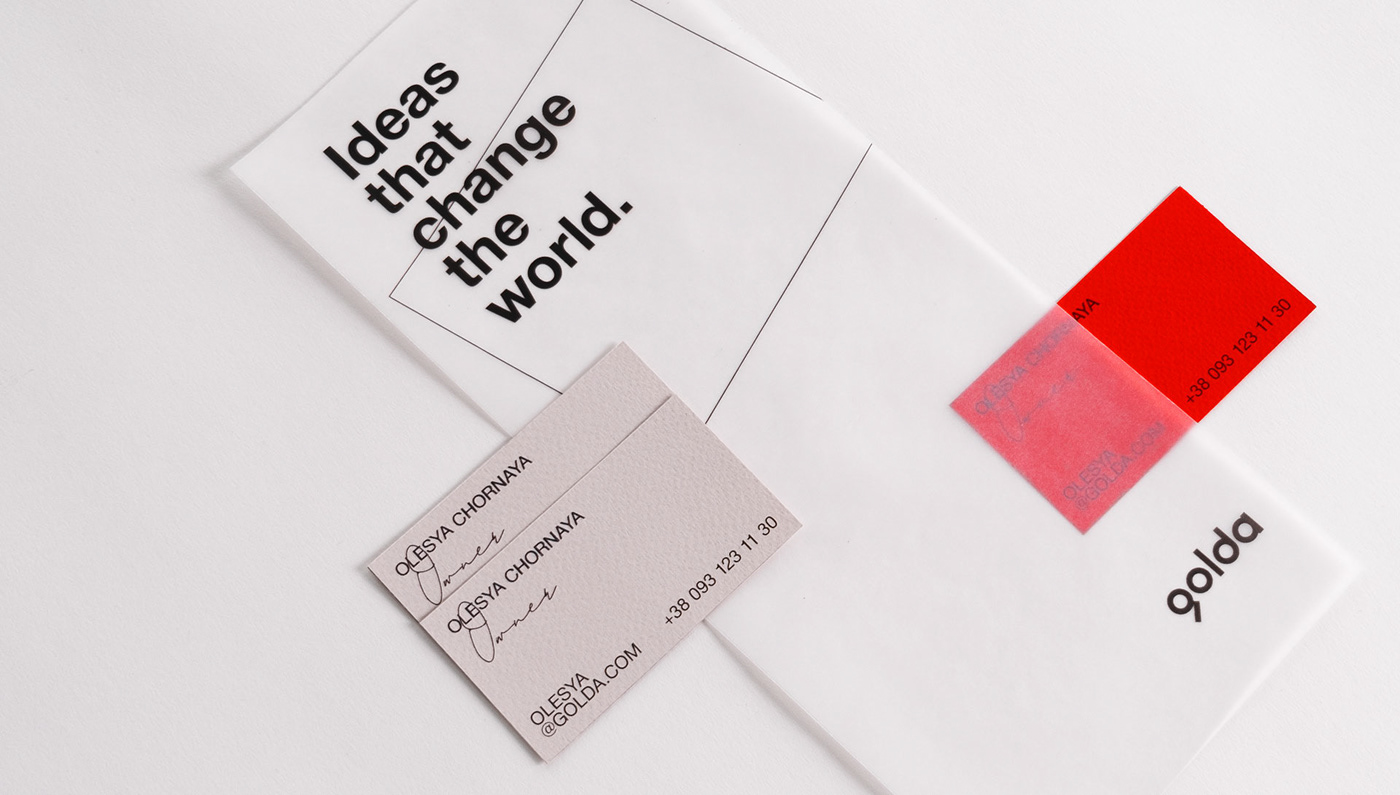 Ideas
that
change
the
world.
OLESYA CHORNAYA
Owner
OLESYA CHORNAYA
Owner
+38 093 123 11 30
OLESYA
@GOLDA.COM
OLESYA CHORNAYA
Owner
+38 093 123 11 30
OLESYA
@GOLDA.COM
golda